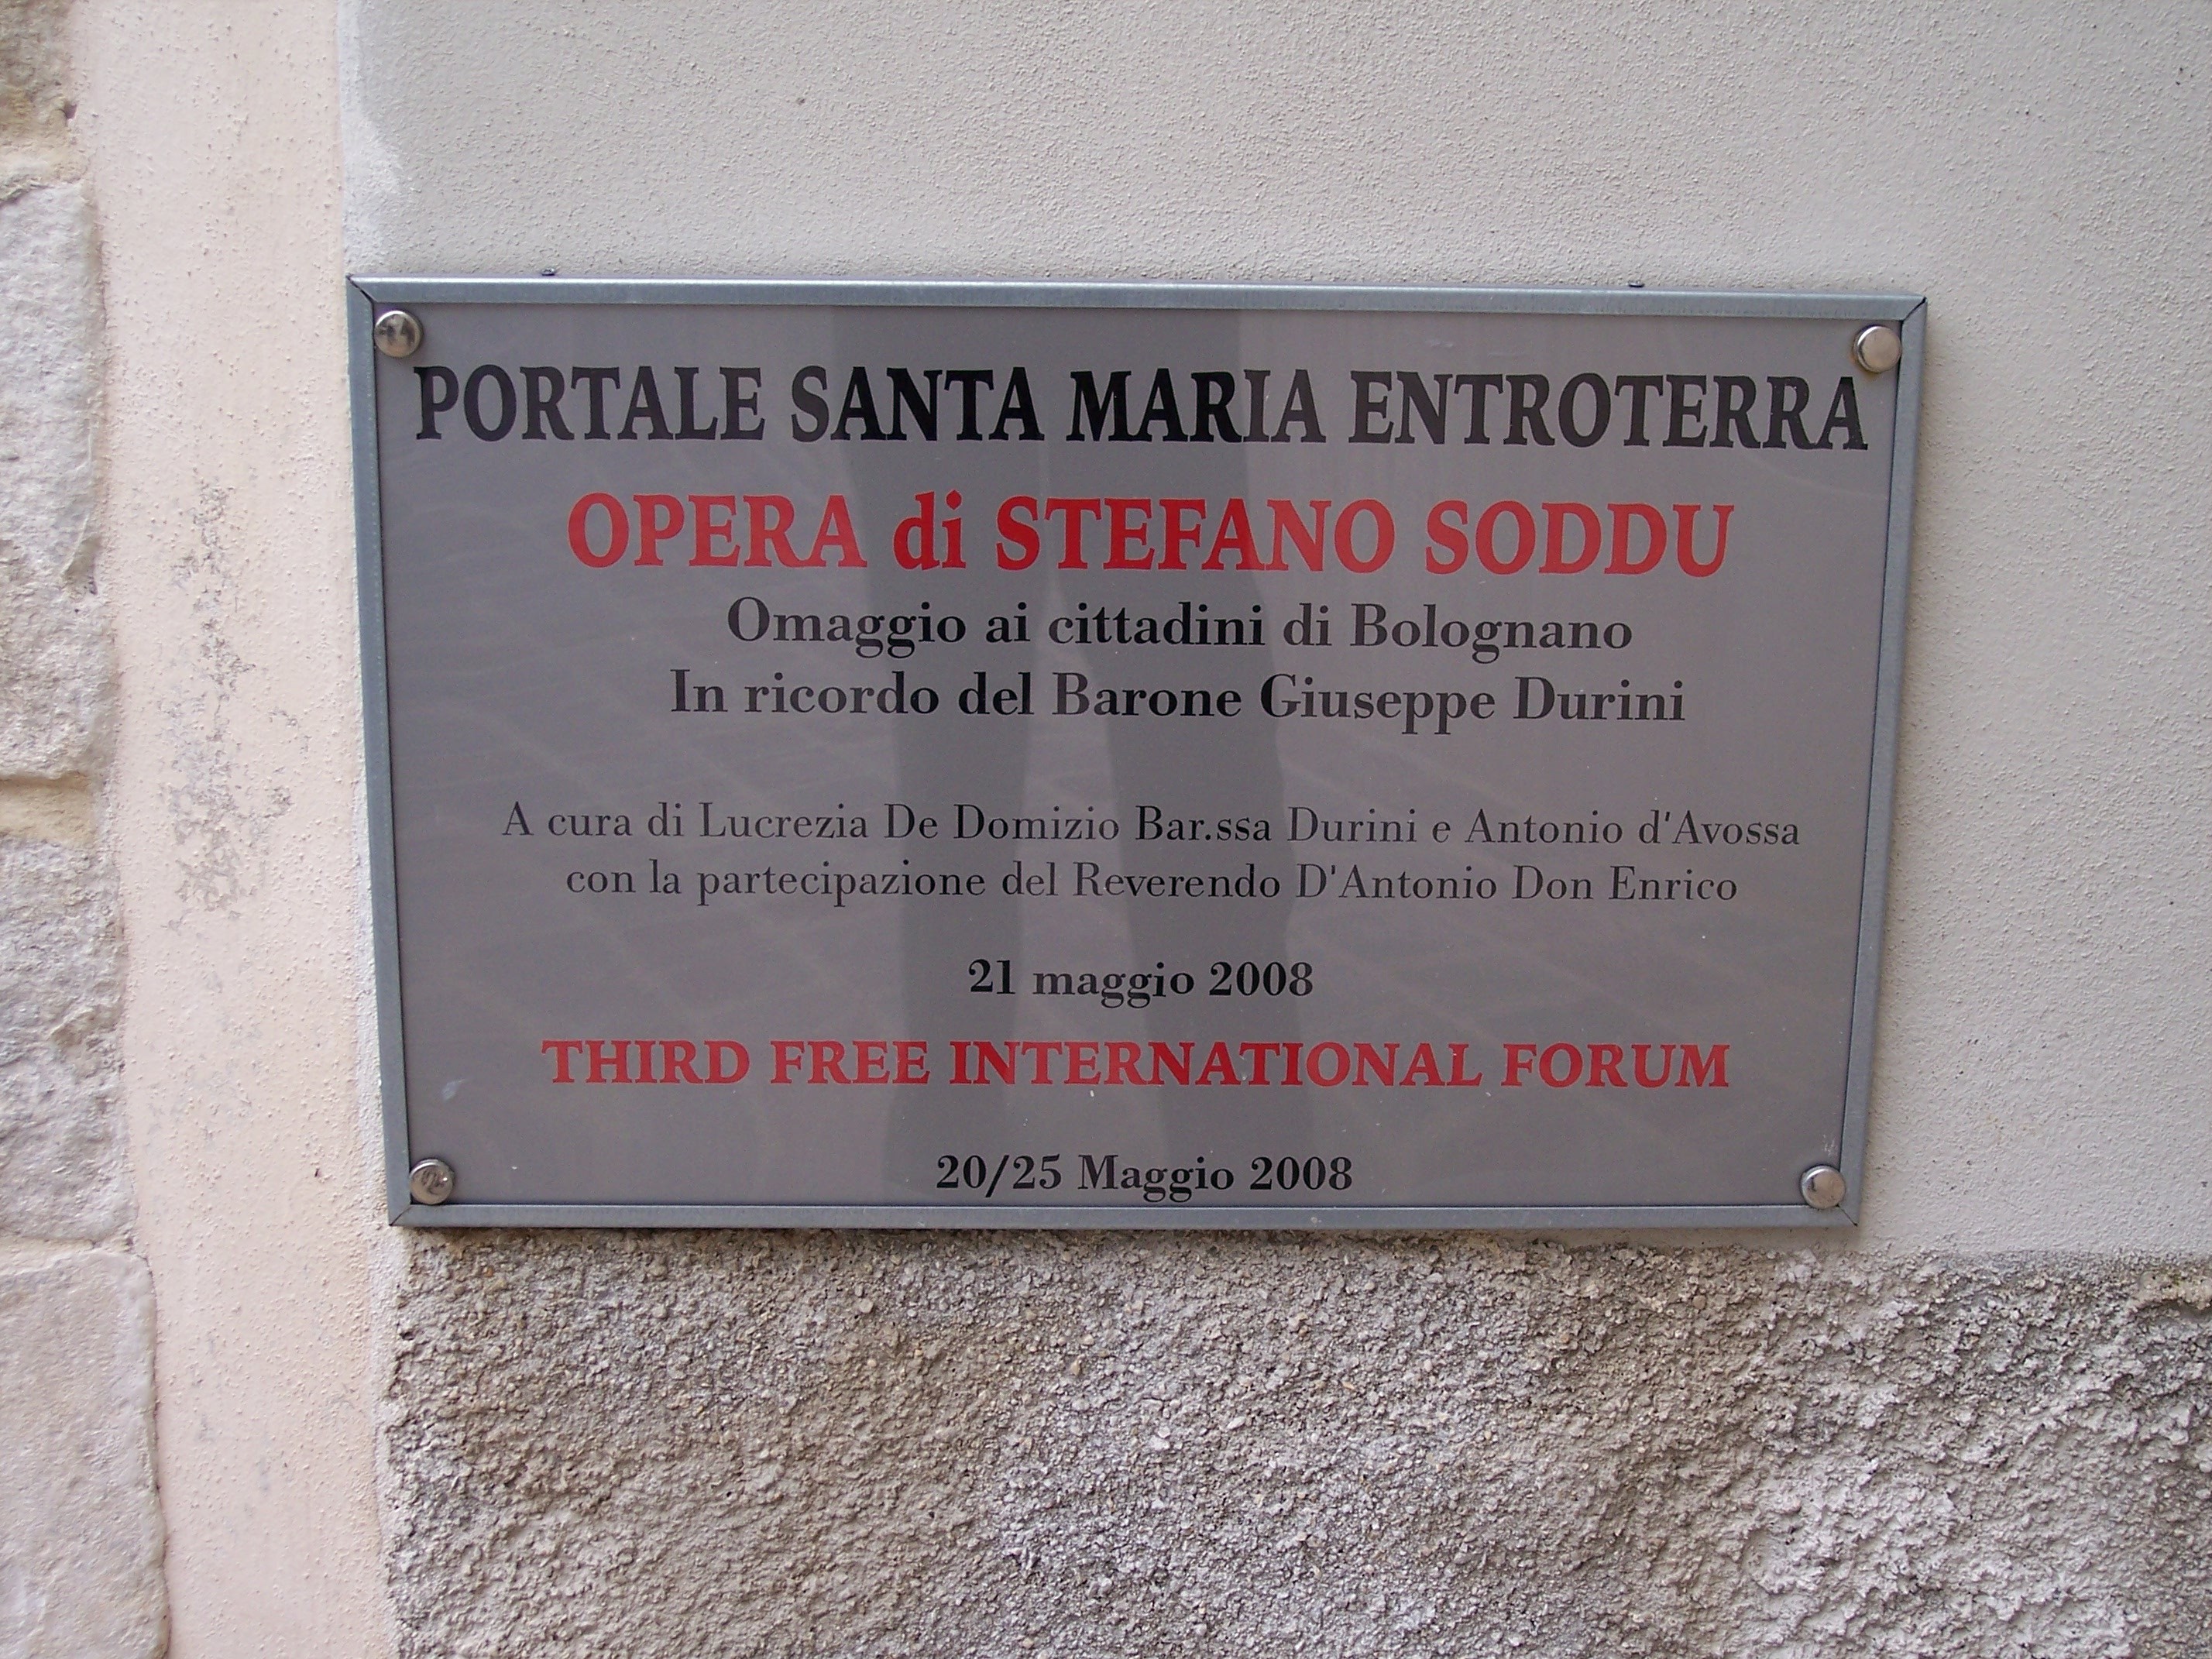 PORTALE SANTA MARIA ENTROTERRA
OPERA di STEFANO SODDU
Omaggio ai cittadini di Bolognano
In ricordo del Barone Giuseppe Durini
A cura di Lucrezia De Domizio Bar.ssa Durini e Antonio d'Avossa
con la partecipazione del Reverendo D'Antonio Don Enrico
21 maggio 2008
THIRD FREE INTERNATIONAL FORUM
20/25 Maggio 2008